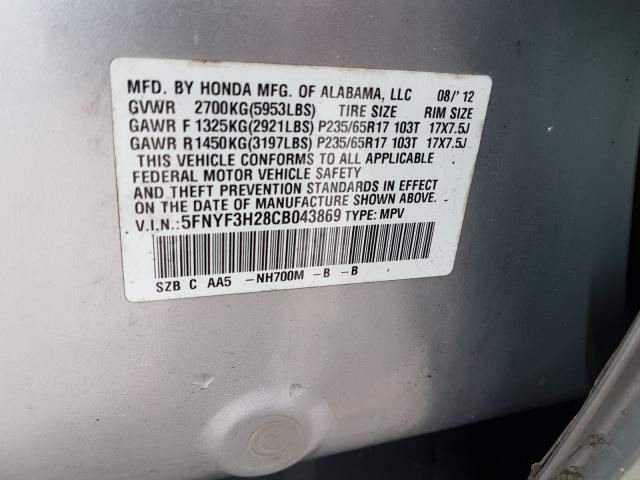 MFD. BY HONDA MFG. OF ALABAMA, LLC 08/'12
GVWR 2700KG(5953LBS) TIRE SIZE RIM SIZE
GAWR F 1325KG(2921LBS) P235/65R17 103T 17X7.5J
GAWR R1450KG(3197LBS) P235/65R17 103T 17X7.5J
THIS VEHICLE CONFORMS TO ALL APPLICABLE
FEDERAL MOTOR VEHICLE SAFETY
AND THEFT PREVENTION STANDARDS IN EFFECT
ON THE DATE OF MANUFACTURE SHOWN ABOVE.
V.I.N.:5FNYF3H28CB043869 TYPE: MPV
SZB C AA5 -NH700M -B -B